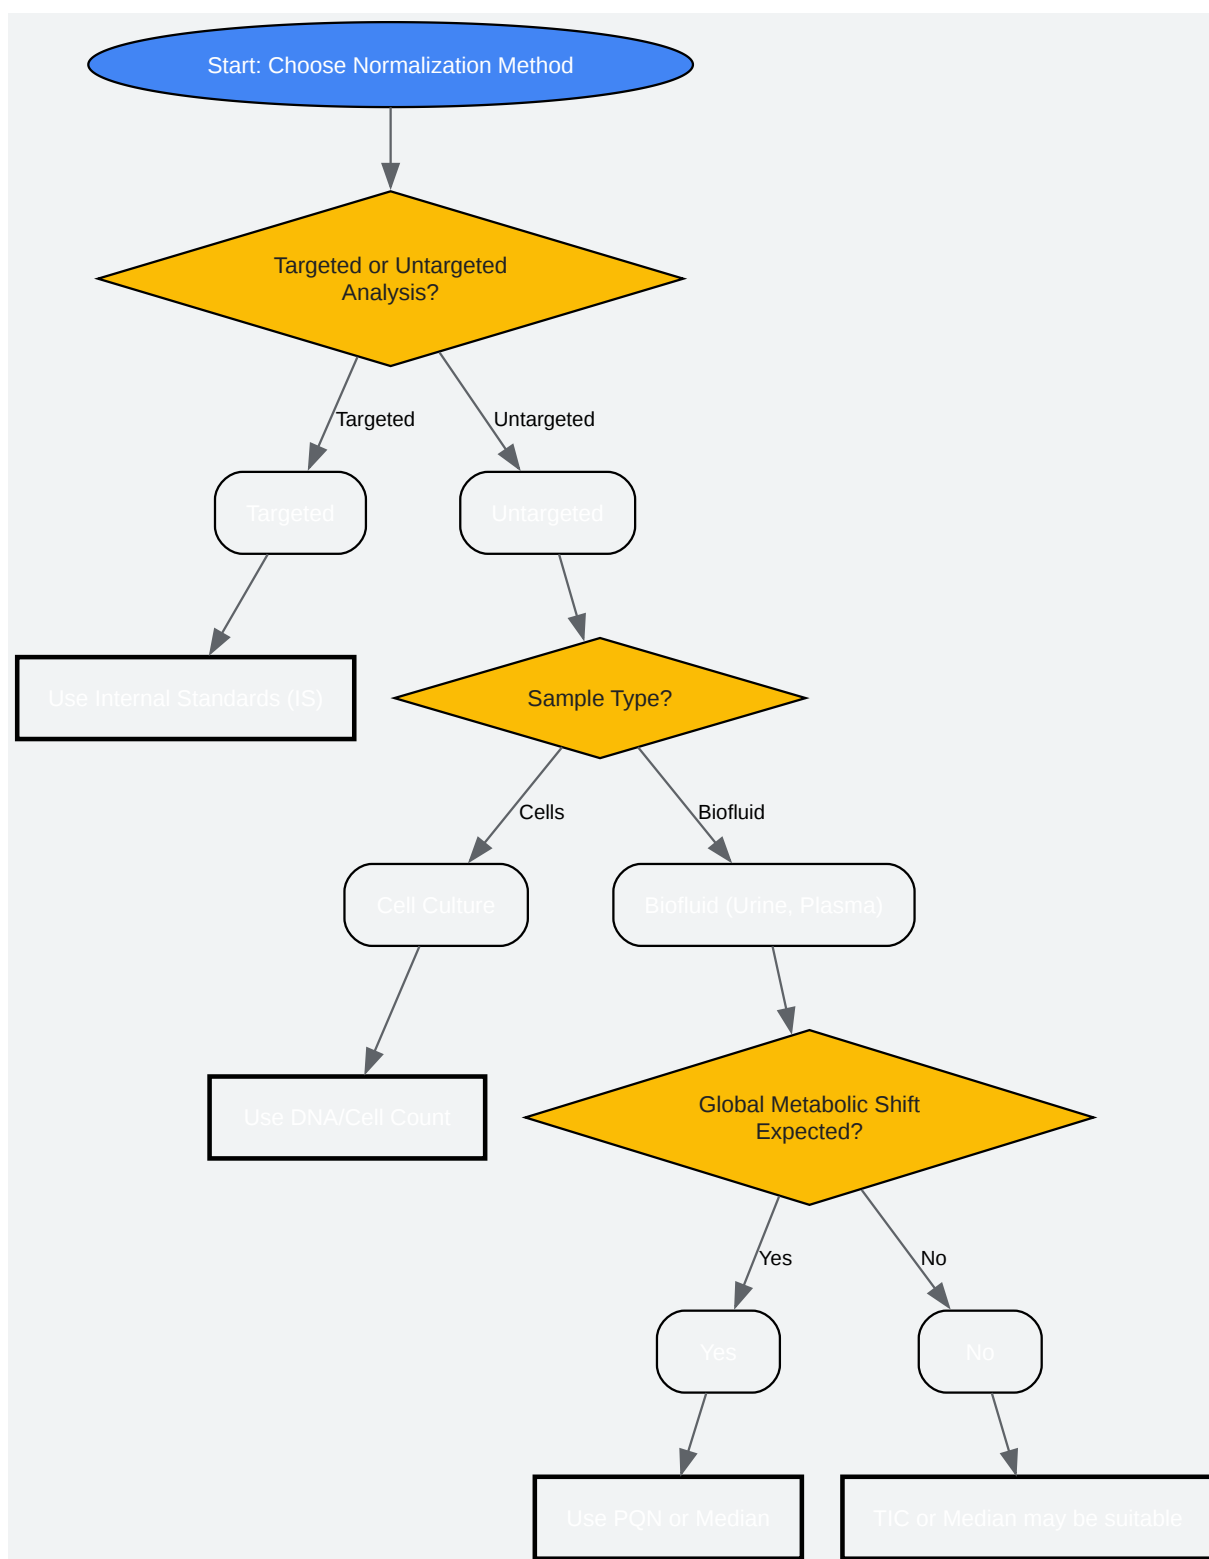 Start: Choose Normalization Method
Targeted or Untargeted
Analysis?
Targeted
Untargeted
Targeted
Untargeted
Use Internal Standards (IS)
Sample Type?
Cells
Biofluid
Cell Culture
Biofluid (Urine, Plasma)
Use DNA/Cell Count
Global Metabolic Shift
Expected?
Yes
No
Yes
No
Use PQN or Median
TIC or Median may be suitable